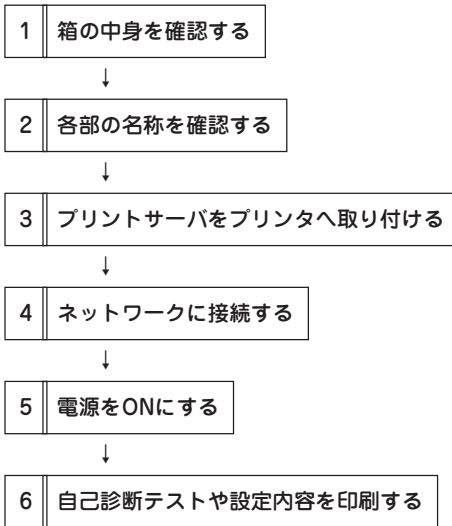 1 箱の中身を確認する
↓
2 各部の名称を確認する
↓
3 プリントサーバをプリンタへ取り付ける
↓
4 ネットワークに接続する
↓
5 電源をONにする
↓
6 自己診断テストや設定内容を印刷する